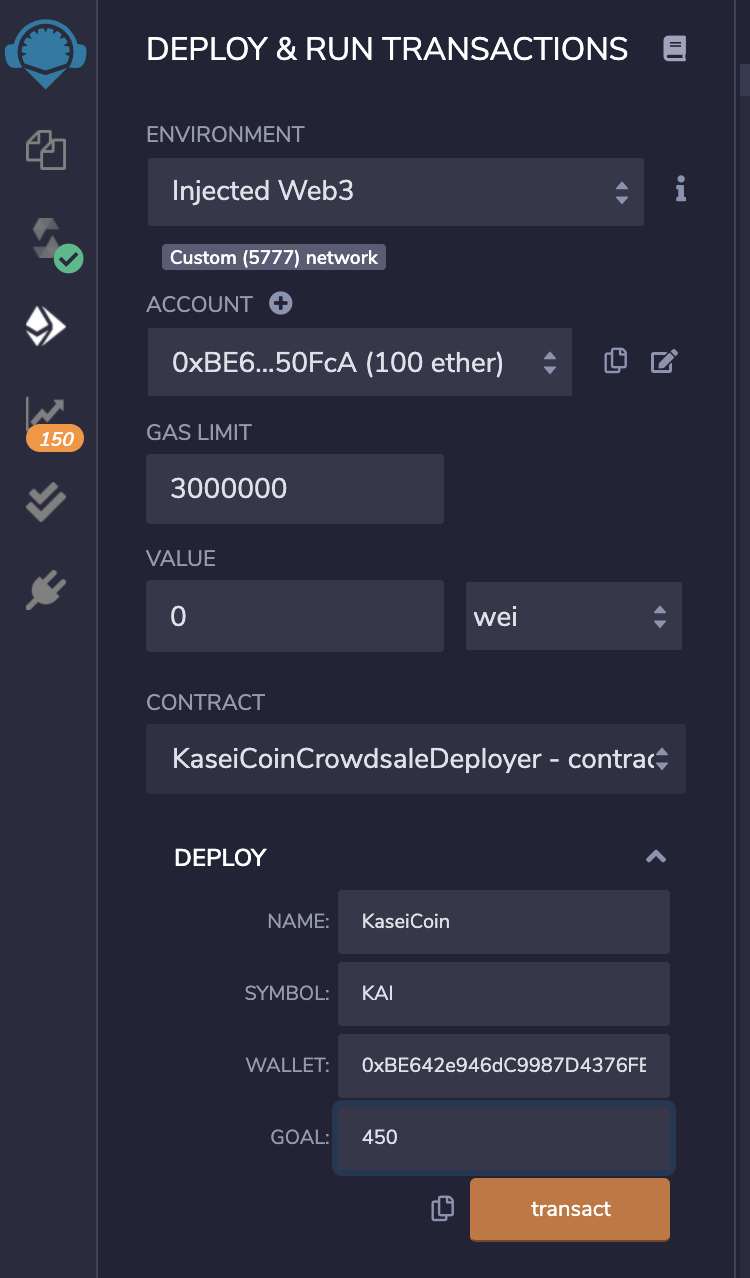 DEPLOY & RUN TRANSACTIONS
ENVIRONMENT
Injected Web3
Custom (5777) network
ACCOUNT
0xBE6...50FcA (100 ether)
150
GAS LIMIT
3000000
VALUE
0 wei
CONTRACT
KaseiCoinCrowdsaleDeployer - contrac
DEPLOY
NAME: KaseiCoin
SYMBOL: KAI
WALLET: 0xBE642e946dC9987D4376FE
GOAL: 450
transact